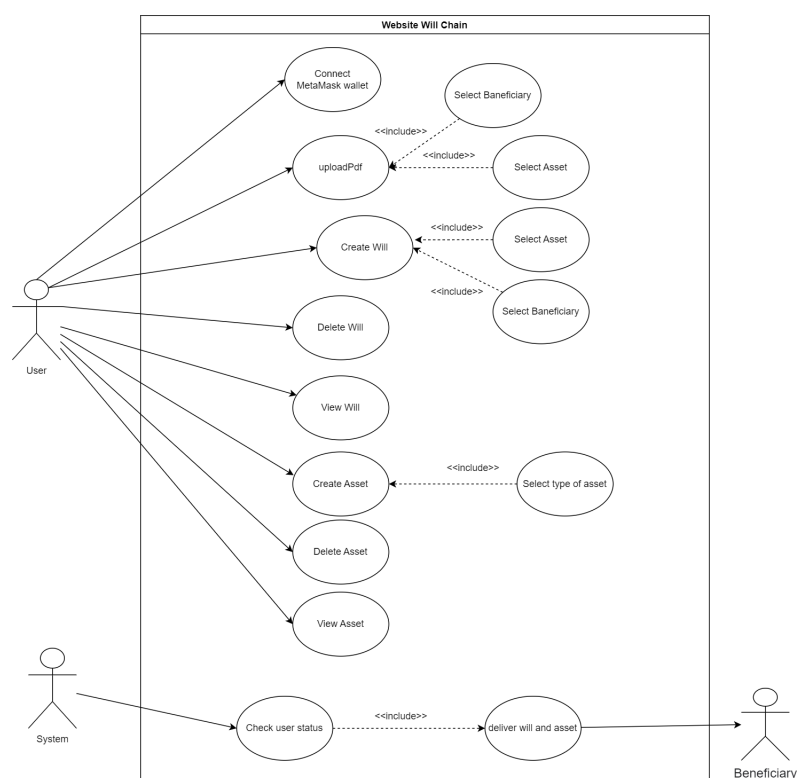 Website Will Chain
Connect
MetaMask wallet
Select Baneficiary
<<include>>
<<include>>
uploadPdf
Select Asset
<<include>>
Select Asset
Create Will
<<include>>
Select Baneficiary
Delete Will
User
View Will
<<include>>
Create Asset
Select type of asset
Delete Asset
View Asset
<<include>>
Check user status
deliver will and asset
System
Beneficiary